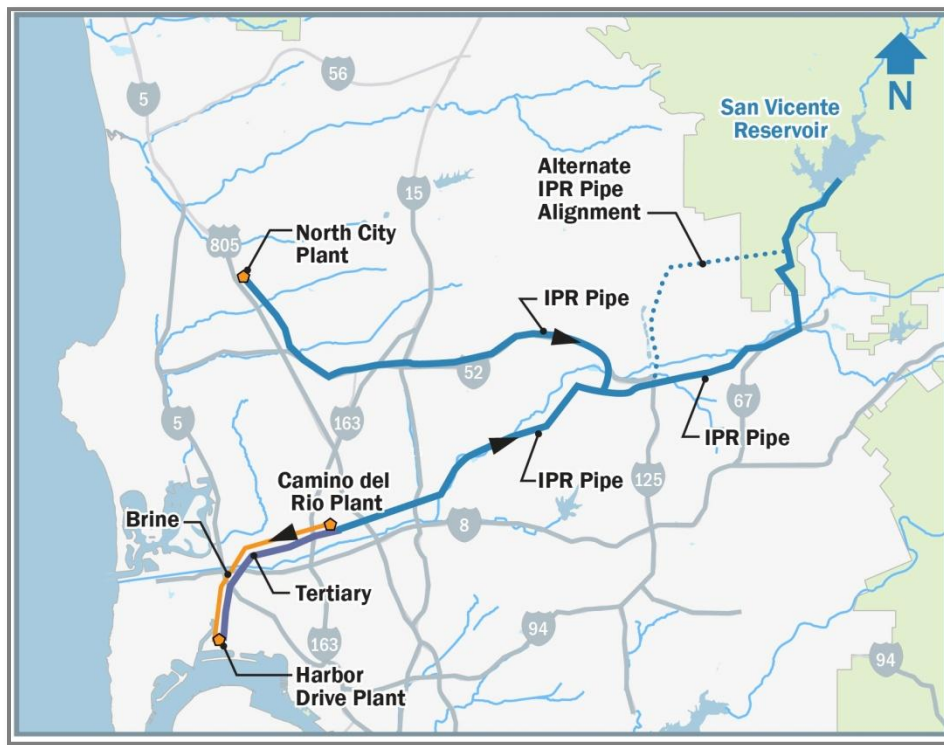 56
5
N
San Vicente
Reservoir
Alternate
IPR Pipe
Alignment
15
805
North City
Plant
IPR Pipe
52
67
163
5
IPR Pipe
Camino del
Rio Plant
IPR Pipe
125
Brine
8
Tertiary
94
163
94
Harbor
Drive Plant